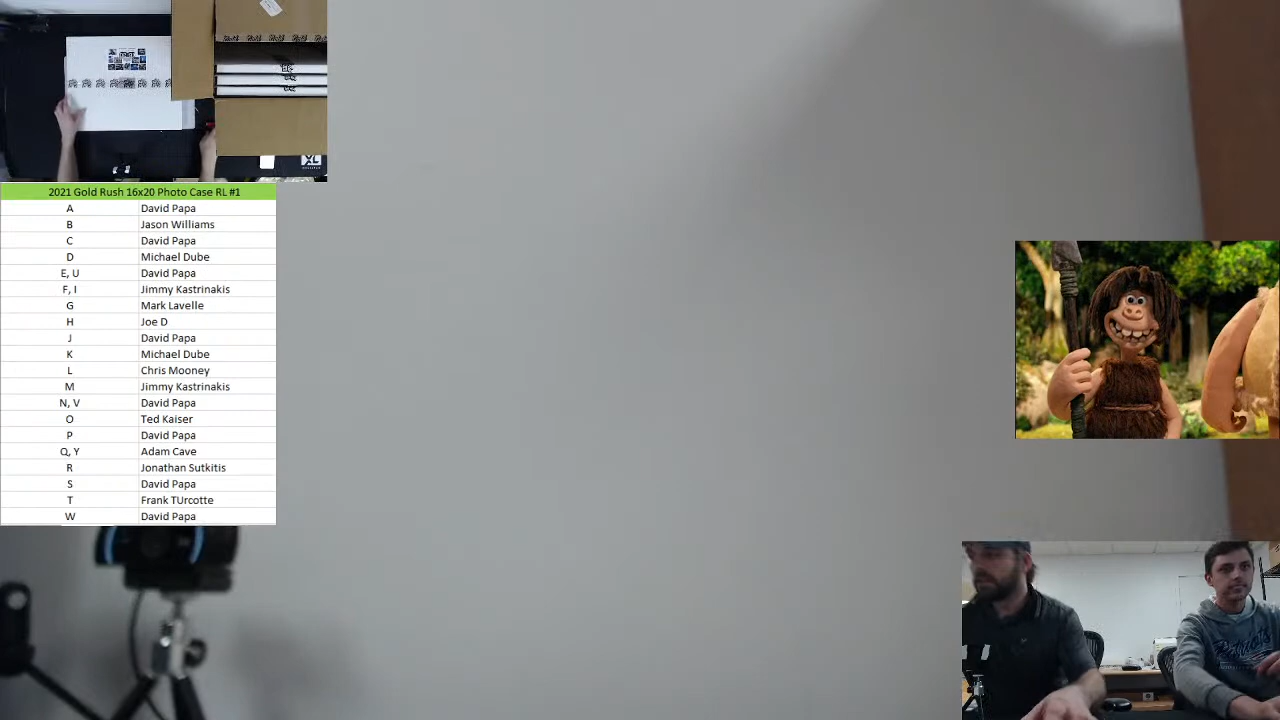 XL
2021 Gold Rush 16x20 Photo Case RL #1
A David Papa
B Jason Williams
C David Papa
D Michael Dube
E, U David Papa
F, I Jimmy Kastrinakis
G Mark Lavelle
H Joe D
J David Papa
K Michael Dube
L Chris Mooney
M Jimmy Kastrinakis
N, V David Papa
O Ted Kaiser
P David Papa
Q, Y Adam Cave
R Jonathan Sutkitis
S David Papa
T Frank TUrcotte
W David Papa
Patriots